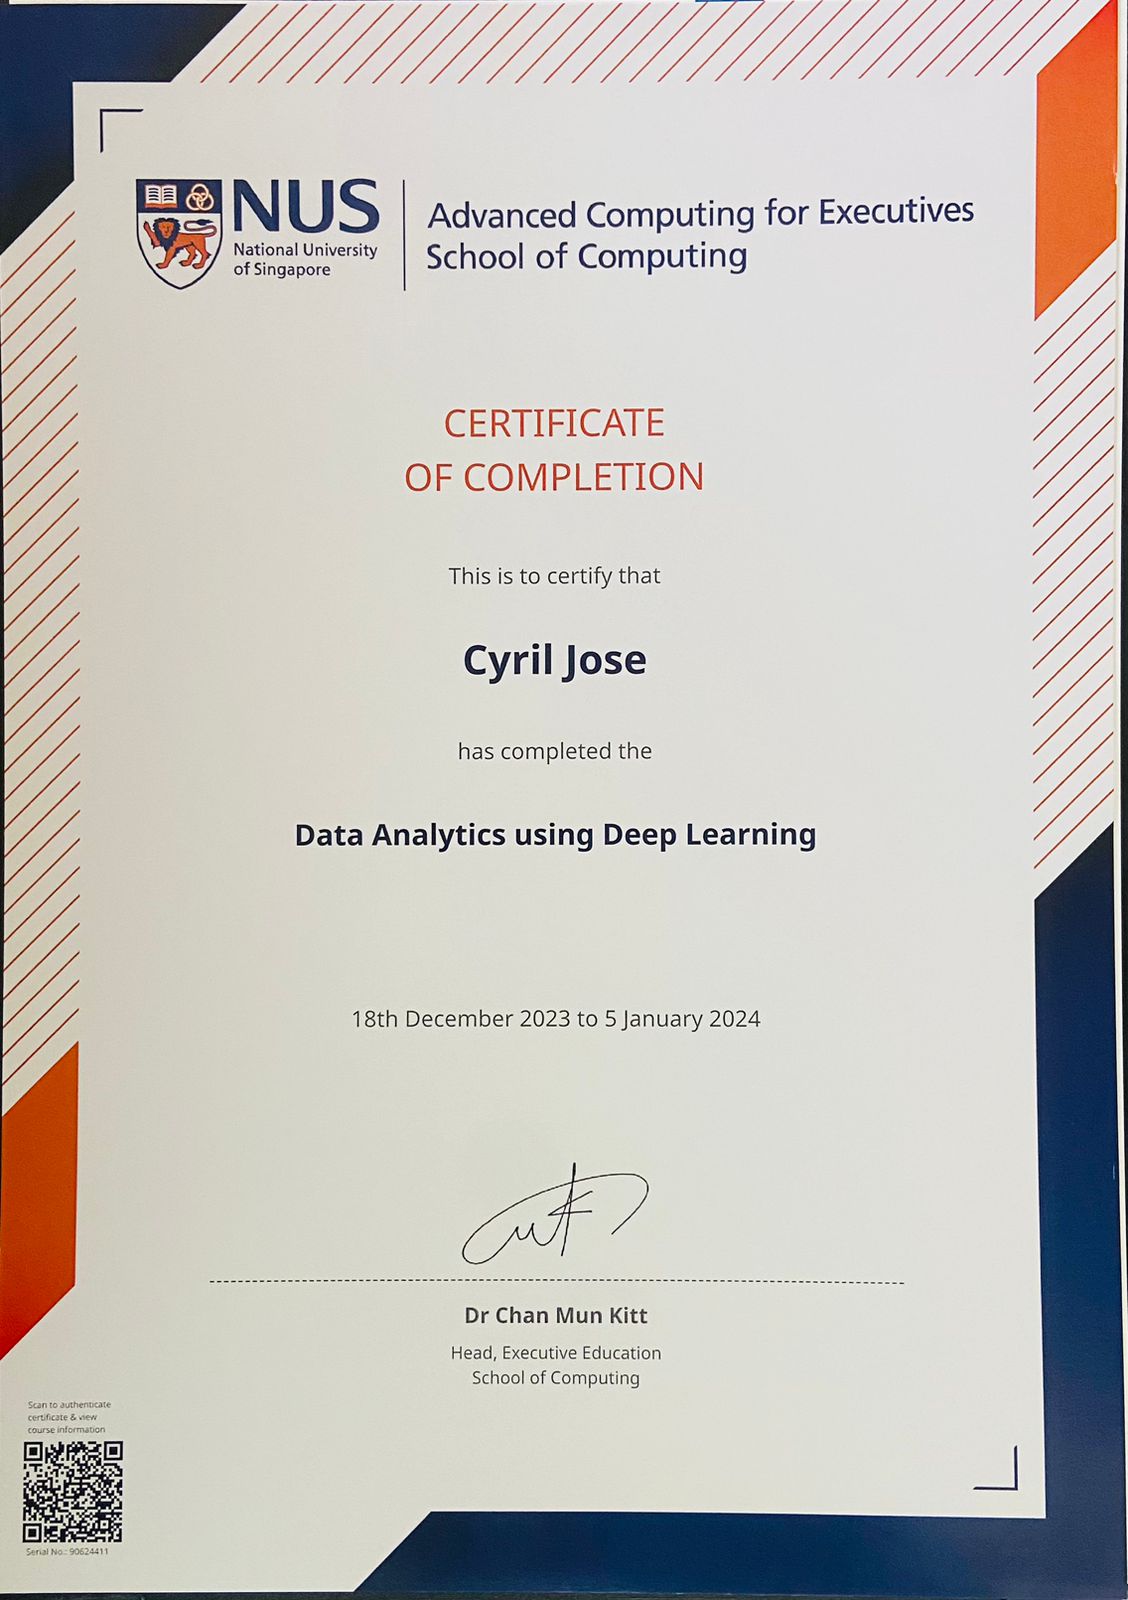 NUS
National University
of Singapore
Advanced Computing for Executives
School of Computing
CERTIFICATE
OF COMPLETION
This is to certify that
Cyril Jose
has completed the
Data Analytics using Deep Learning
18th December 2023 to 5 January 2024
Dr Chan Mun Kitt
Head, Executive Education
School of Computing
Scan to authenticate
certificate & view
course information
Serial No.: 90624411